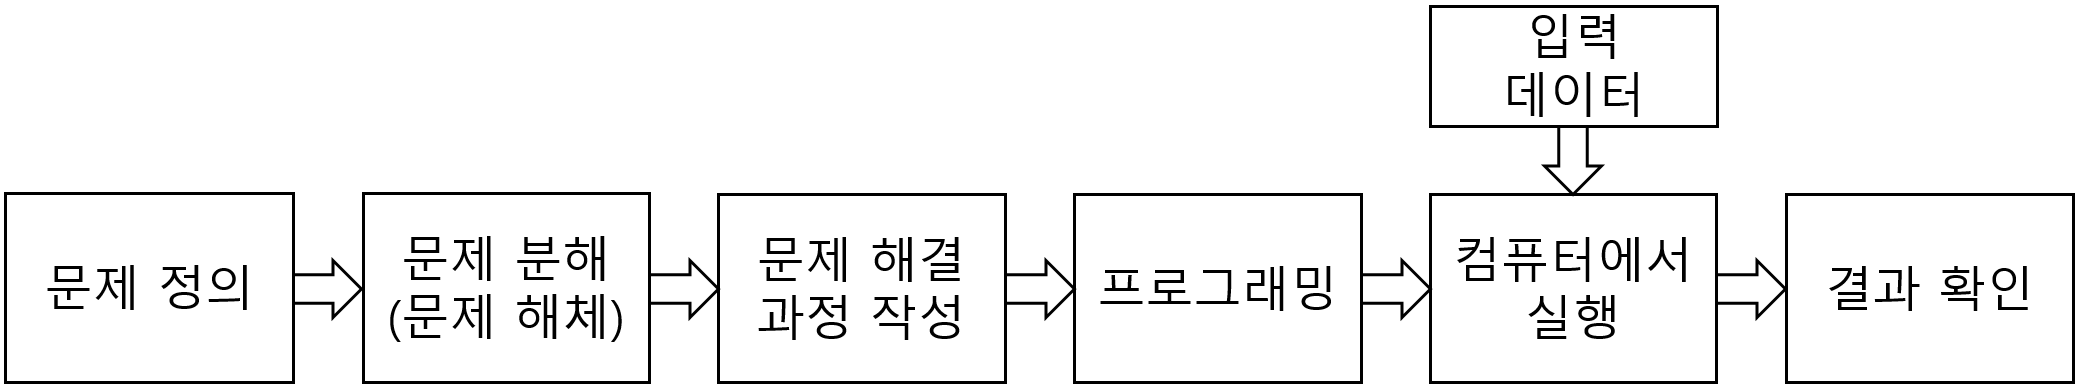 입력
데이터
문제 정의
문제 분해
(문제 해체)
문제 해결
과정 작성
프로그래밍
컴퓨터에서
실행
결과 확인